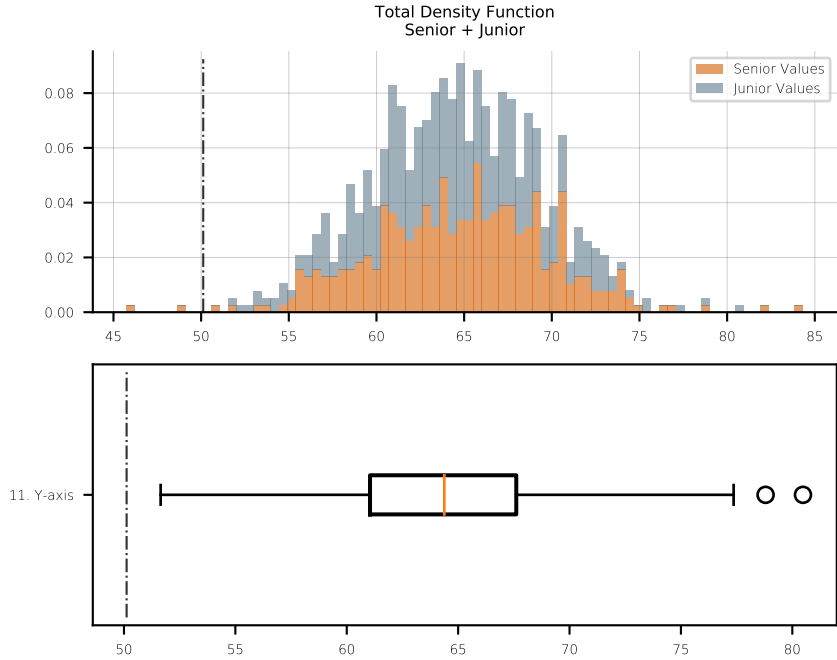 Total Density Function
Senior + Junior
Senior Values
Junior Values
0.08
0.06
0.04
0.02
0.00
45 50 55 60 65 70 75 80 85
11. Y-axis
50 55 60 65 70 75 80